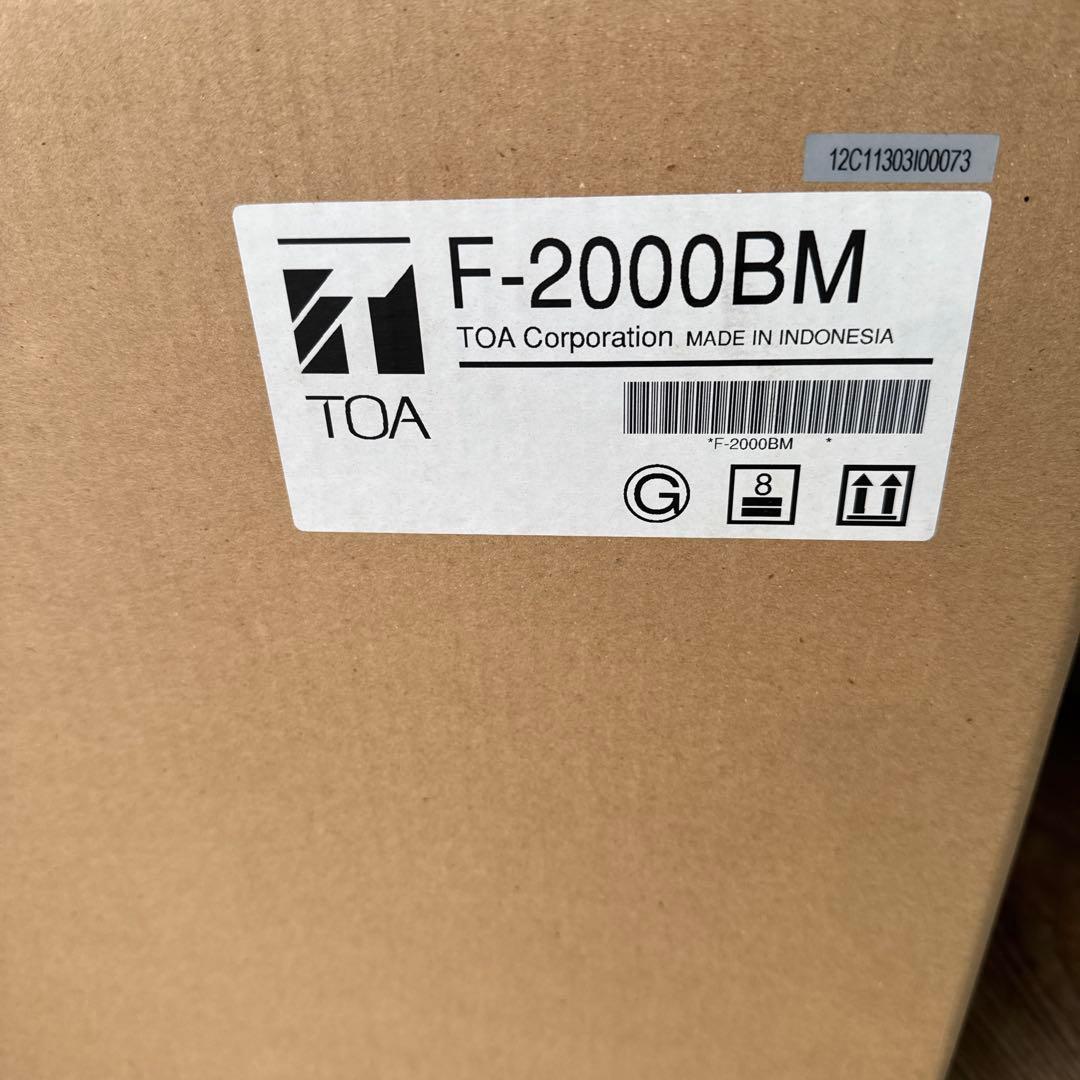 12C11303I00073
F-2000BM
TOA Corporation MADE IN INDONESIA
TOA
*F-2000BM *
G
8